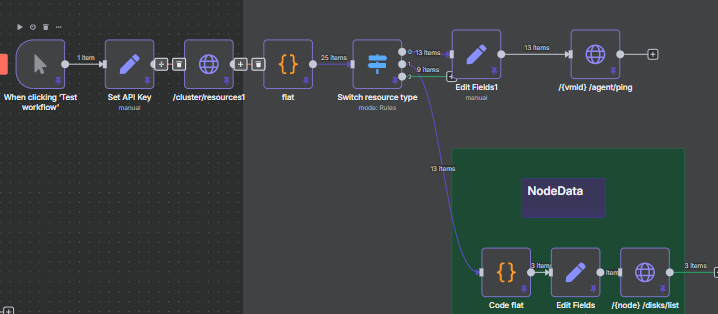 1 Item
25 Items
0
13 Items
1
2
9 Items
13 Items
When clicking 'Test
workflow'
Set API Key
manual
/cluster/resources1
flat
Switch resource type
mode: Rules
Edit Fields1
manual
/{vmid} /agent/ping
13 Items
NodeData
3 Items
Item
3 Items
Code flat
Edit Fields
/{node} /disks/list